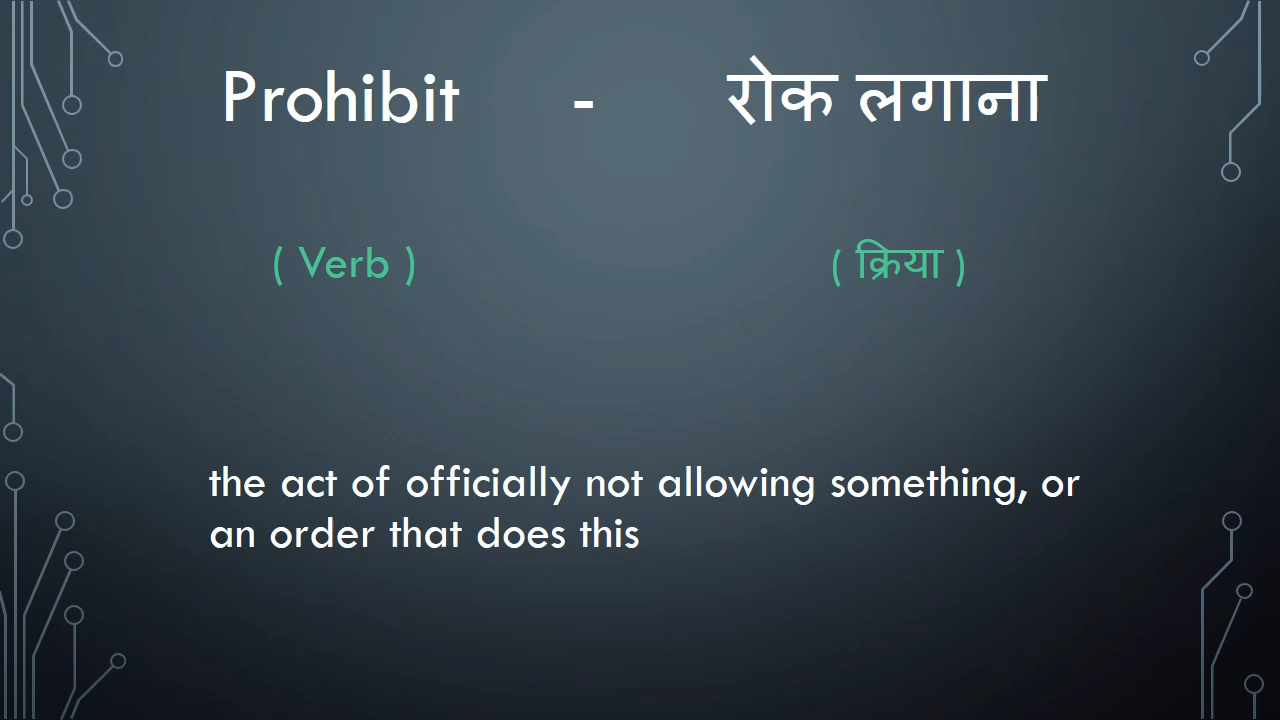 Prohibit - रोक लगाना
( Verb ) ( क्रिया )
the act of officially not allowing something, or
an order that does this